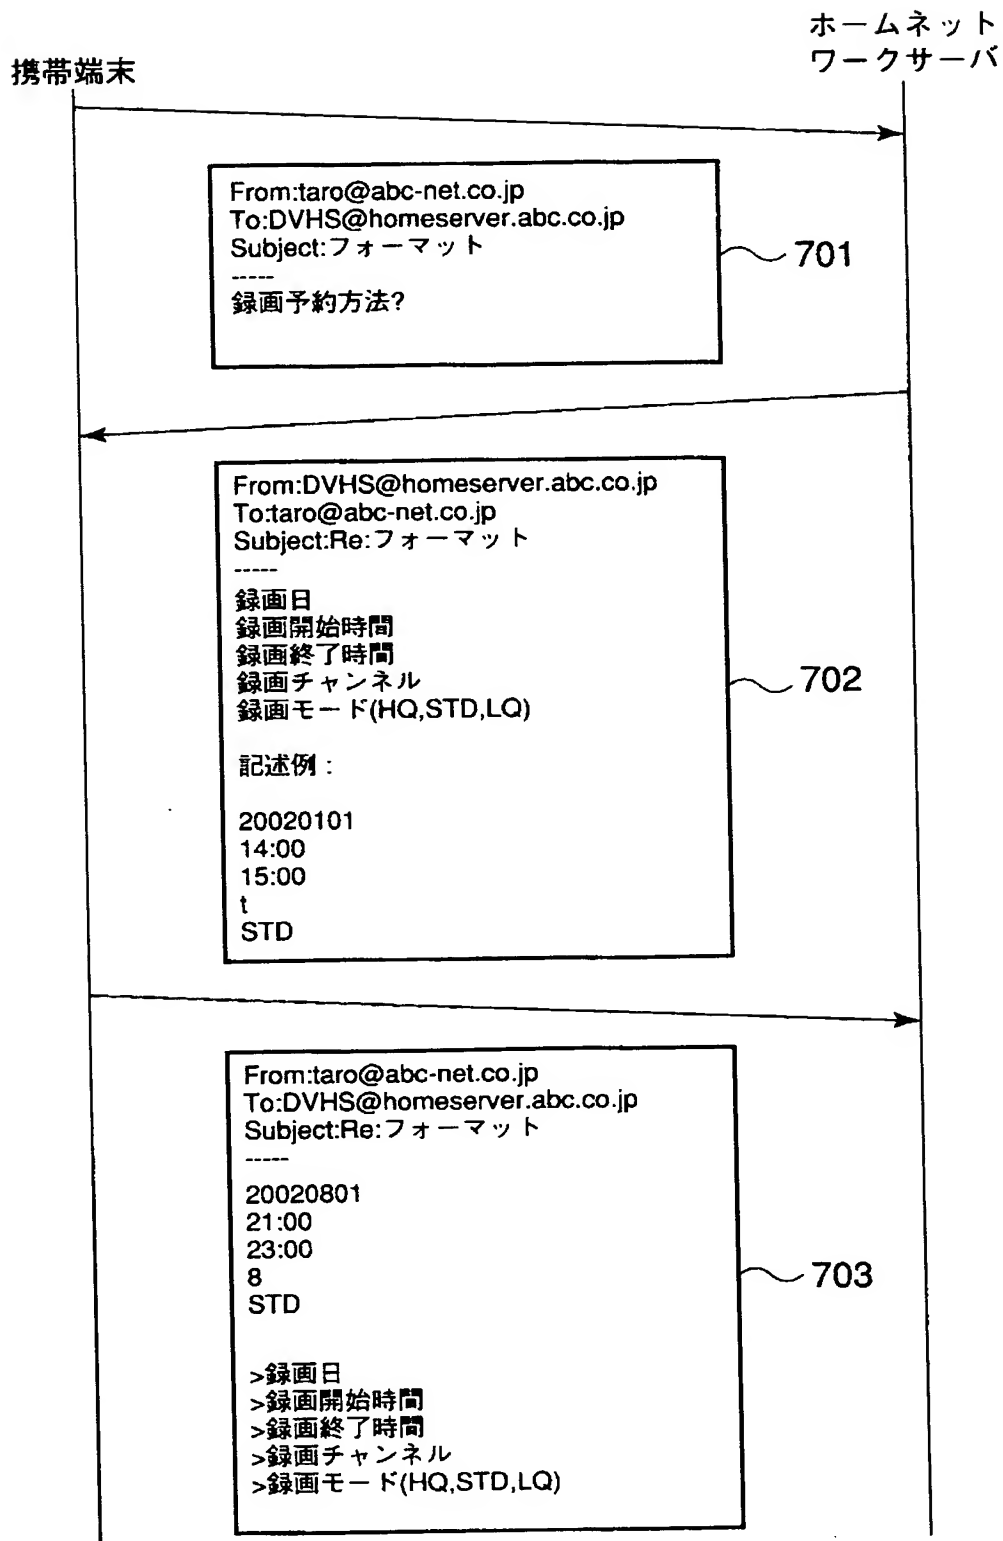 ホームネット
ワークサーバ
携帯端末
From:taro@abc-net.co.jp
To:DVHS@homeserver.abc.co.jp
Subject:フォーマット
-----
録画予約方法?
701
From:DVHS@homeserver.abc.co.jp
To:taro@abc-net.co.jp
Subject:Re:フォーマット
-----
録画日
録画開始時間
録画終了時間
録画チャンネル
録画モード(HQ,STD,LQ)
記述例：
20020101
14:00
15:00
t
STD
702
From:taro@abc-net.co.jp
To:DVHS@homeserver.abc.co.jp
Subject:Re:フォーマット
-----
20020801
21:00
23:00
8
STD
>録画日
>録画開始時間
>録画終了時間
>録画チャンネル
>録画モード(HQ,STD,LQ)
703